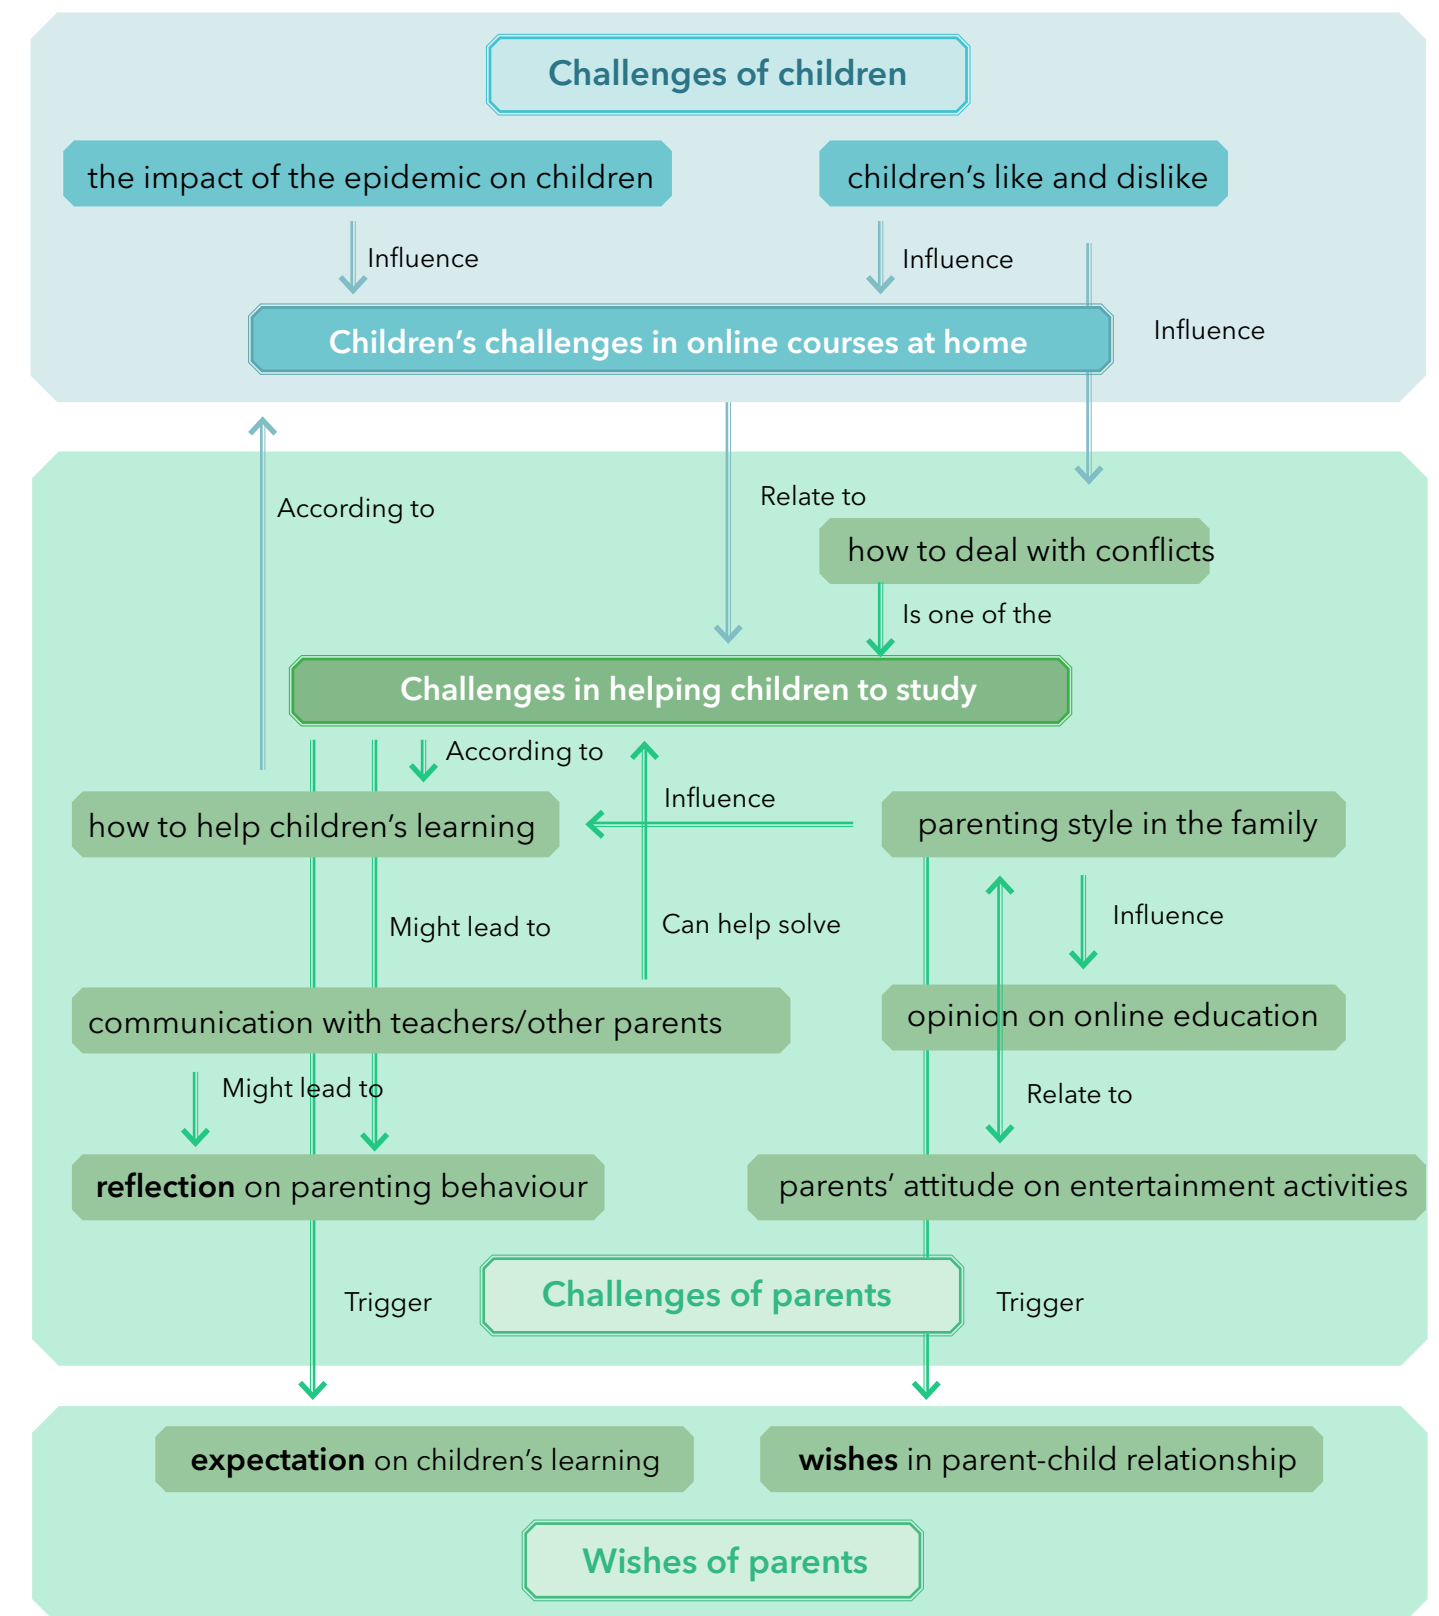 Challenges of children
the impact of the epidemic on children
children’s like and dislike
Influence
Influence
Influence
Children’s challenges in online courses at home
According to
Relate to
how to deal with conflicts
Is one of the
Challenges in helping children to study
According to
Influence
how to help children’s learning
parenting style in the family
Might lead to
Can help solve
Influence
communication with teachers/other parents
opinion on online education
Might lead to
Relate to
reflection on parenting behaviour
parents’ attitude on entertainment activities
Trigger
Challenges of parents
Trigger
expectation on children’s learning
wishes in parent-child relationship
Wishes of parents